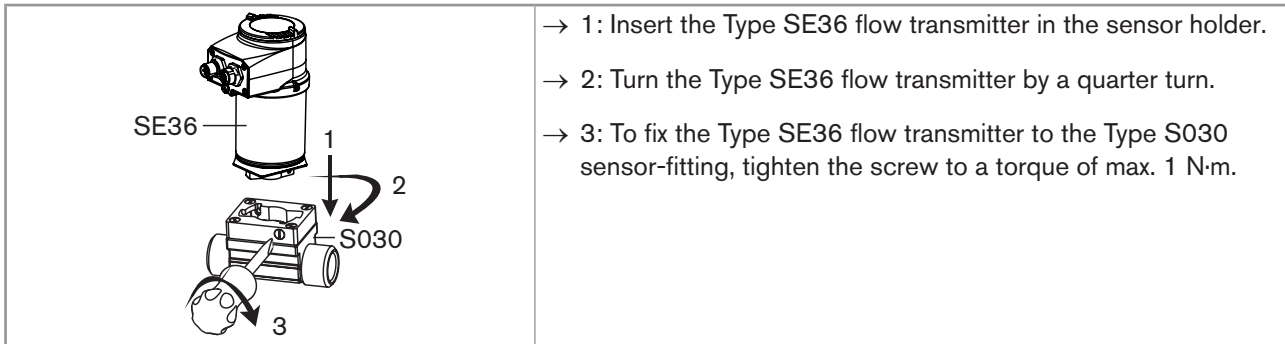 SE36
1
2
S030
3
→ 1: Insert the Type SE36 flow transmitter in the sensor holder.
→ 2: Turn the Type SE36 flow transmitter by a quarter turn.
→ 3: To fix the Type SE36 flow transmitter to the Type S030
sensor-fitting, tighten the screw to a torque of max. 1 N·m.